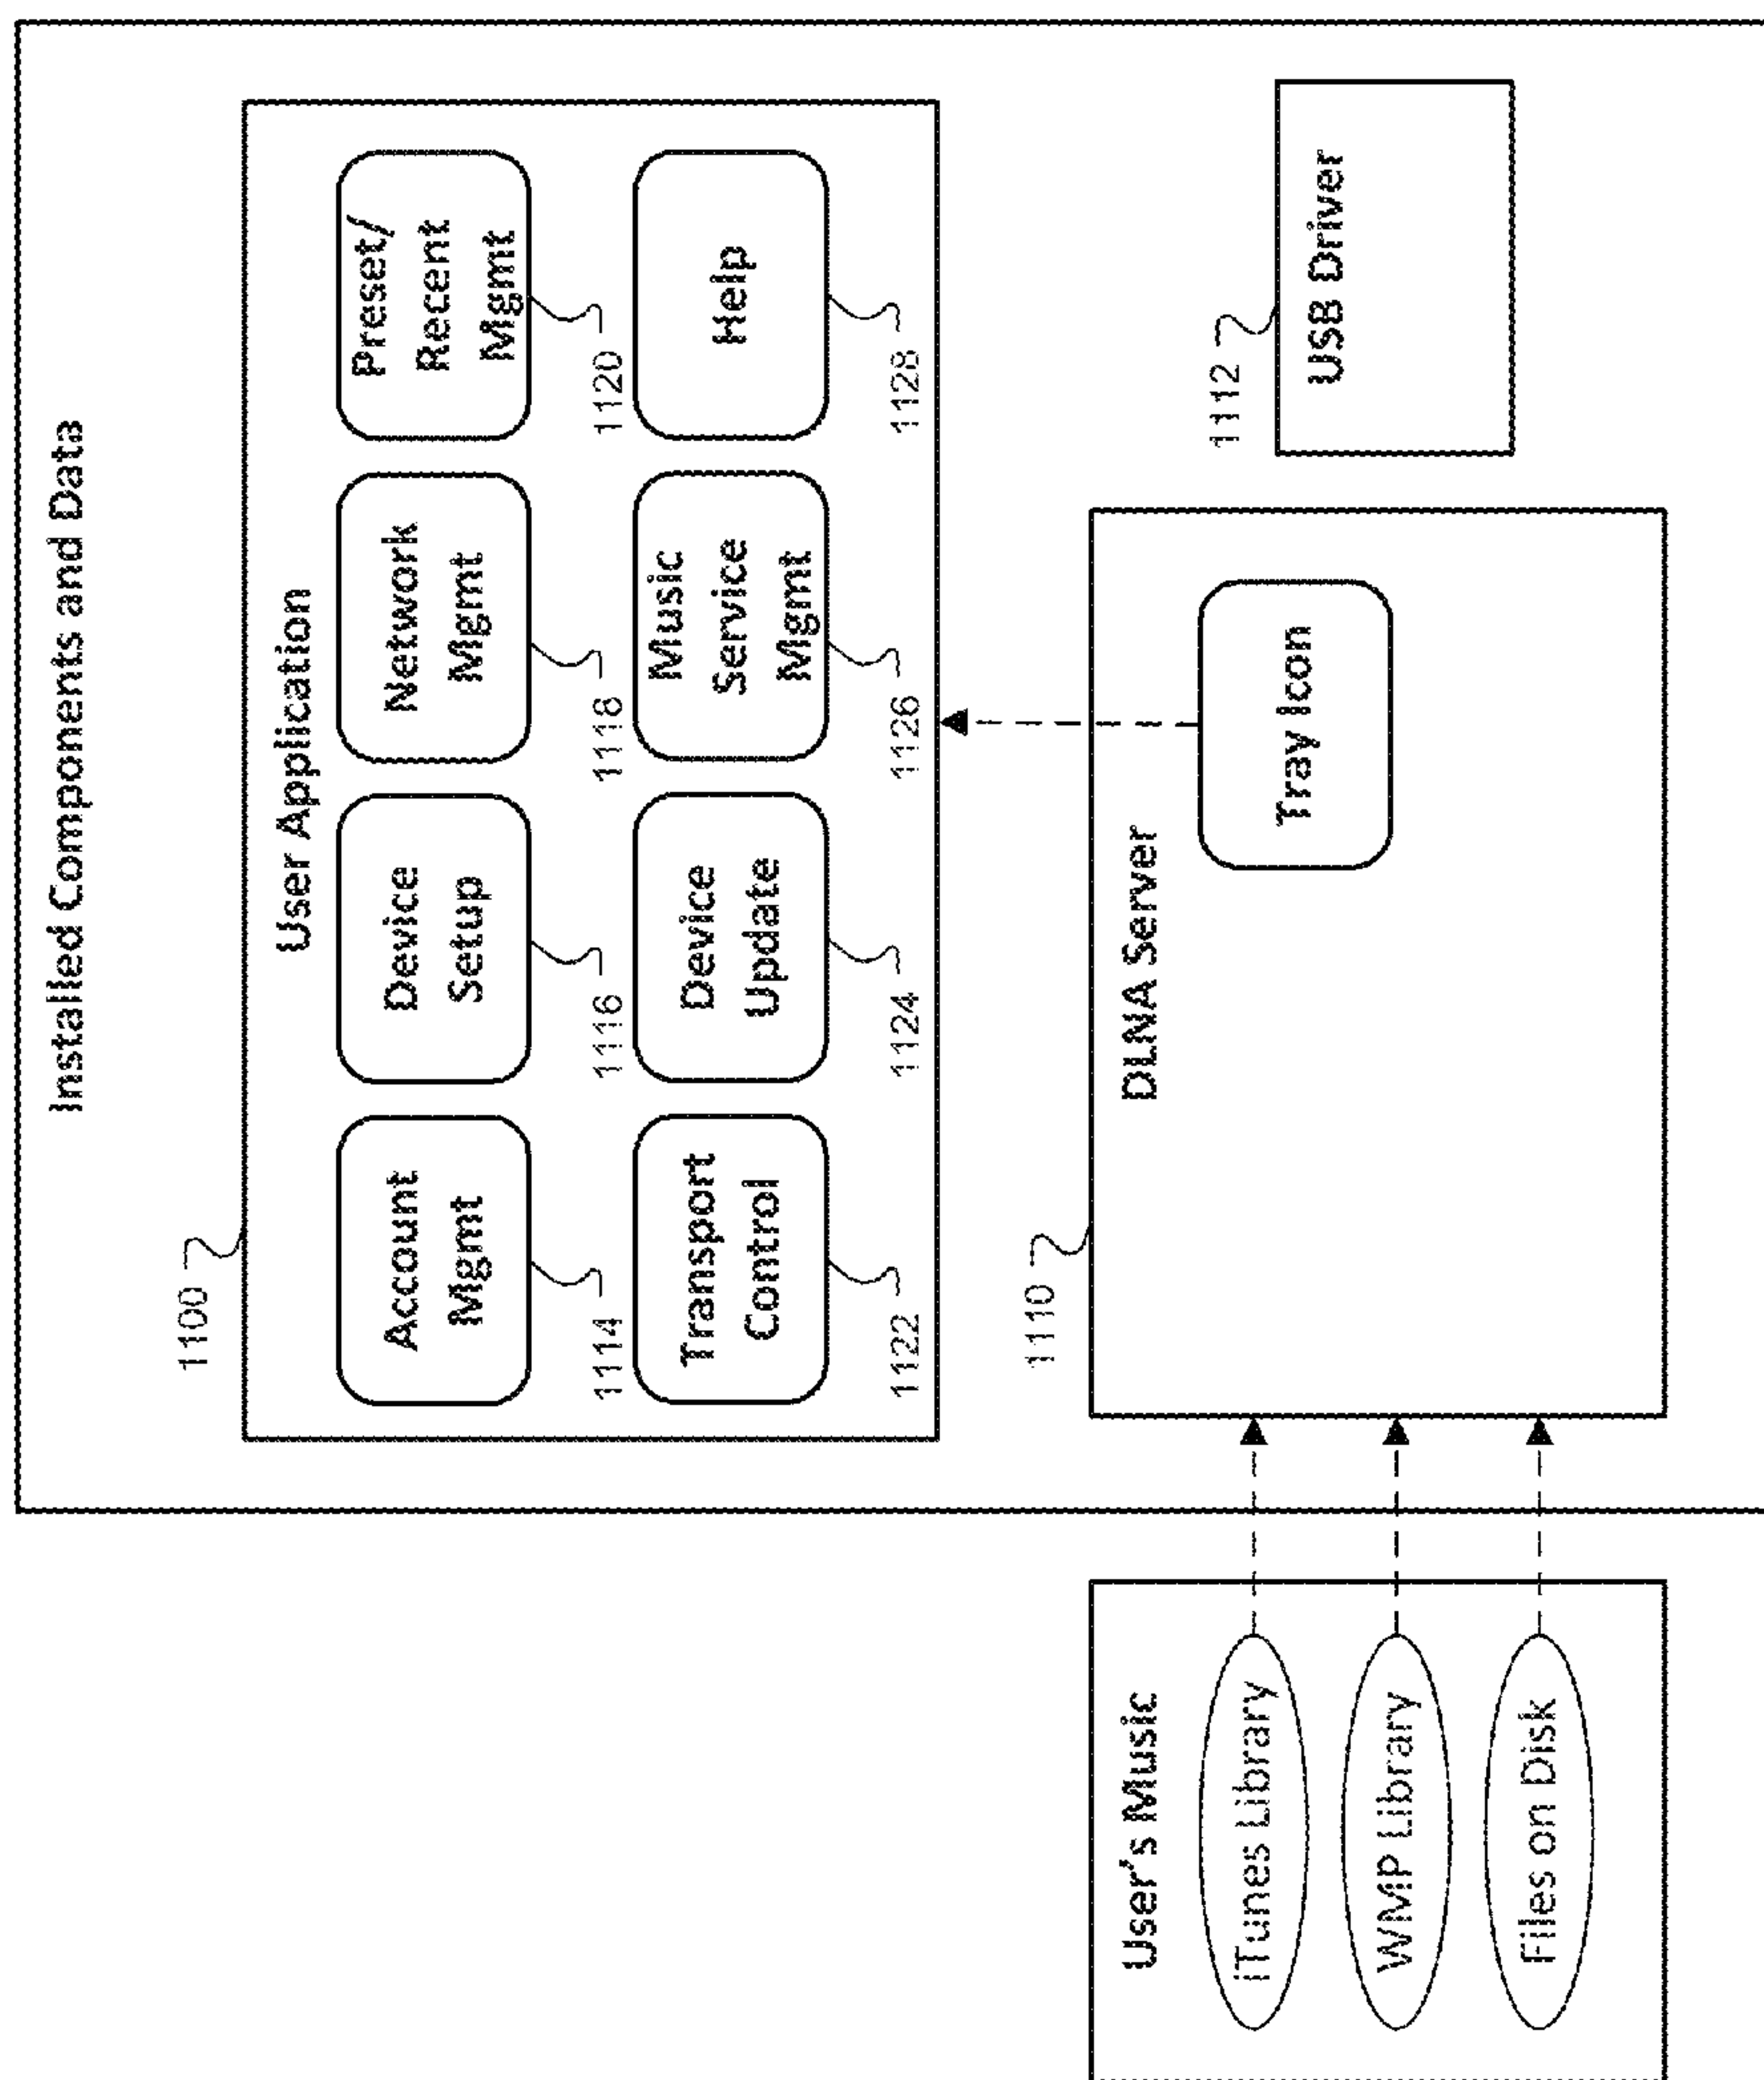 Installed Components and Data
1100
User Application
Account
Mgmt
1114
Device
Setup
1116
Network
Mgmt
1118
Preset/
Recent
Mgmt
1120
Transport
Control
1122
Device
Update
1124
Music
Service
Mgmt
1126
Help
1128
User's Music
iTunes Library
WMP Library
Files on Disk
1110
DLNA Server
Tray Icon
1112
USB Driver